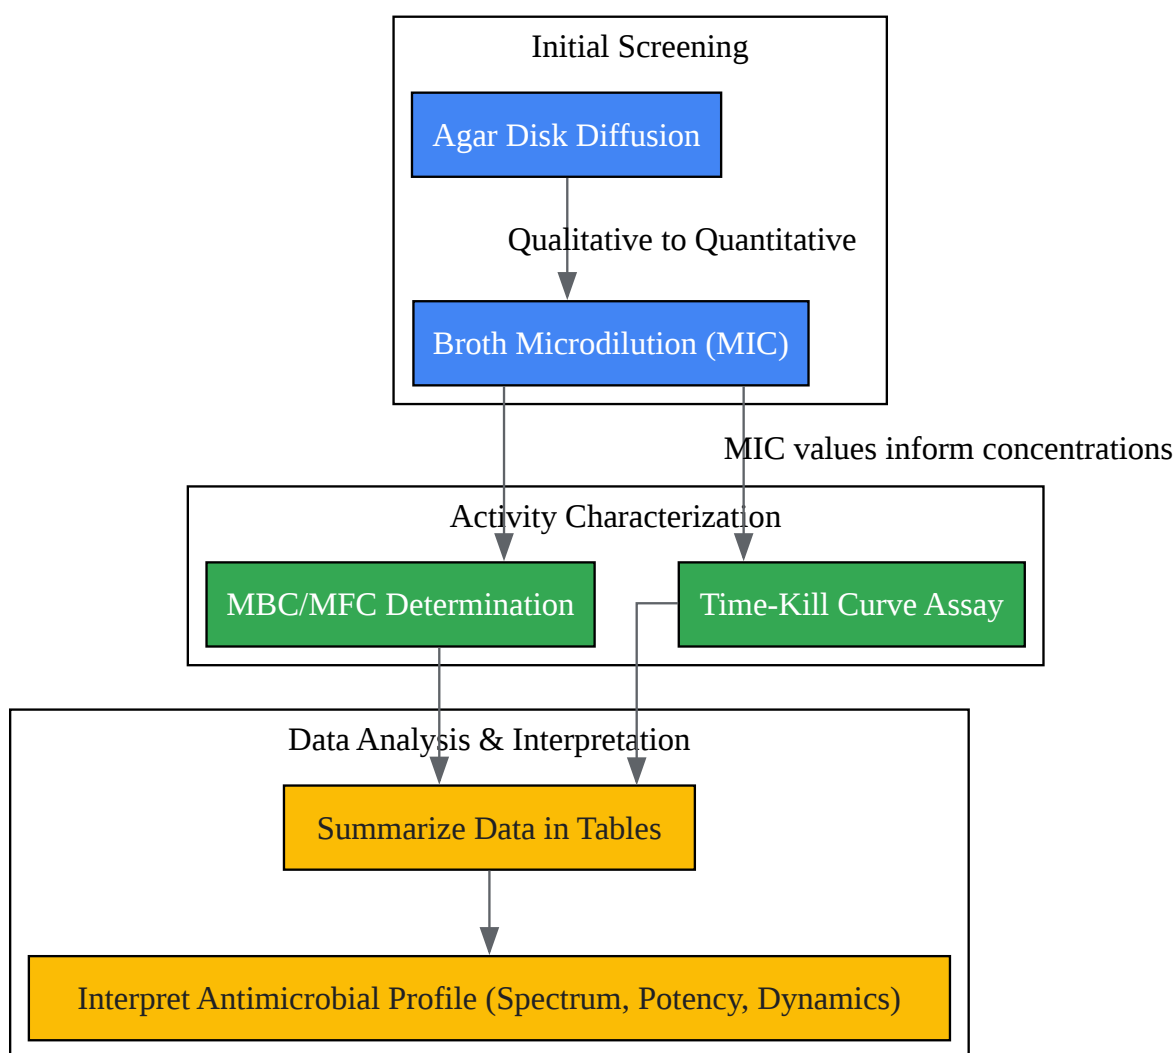 Initial Screening
Agar Disk Diffusion
Qualitative to Quantitative
Broth Microdilution (MIC)
MIC values inform concentrations
Activity Characterization
MBC/MFC Determination
Time-Kill Curve Assay
Data Analysis & Interpretation
Summarize Data in Tables
Interpret Antimicrobial Profile (Spectrum, Potency, Dynamics)